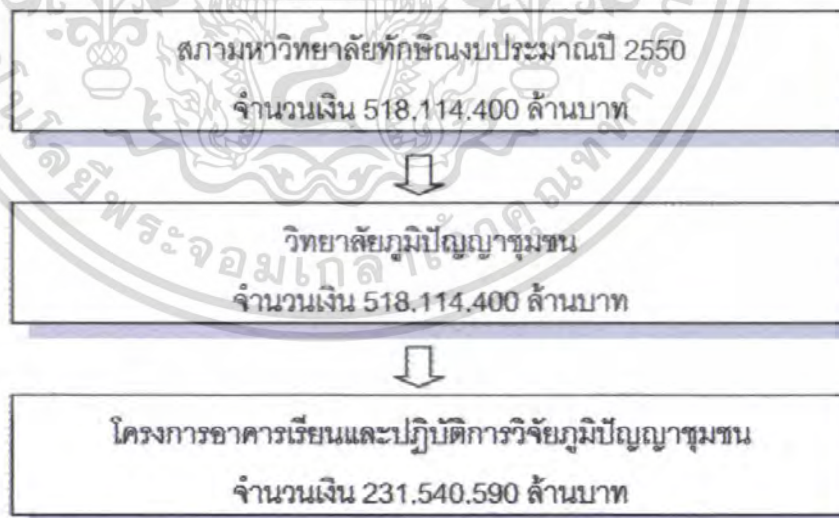 สภามหาวิทยาลัยทักษิณงบประมาณปี 2550
จำนวนเงิน 518.114.400 ล้านบาท
วิทยาลัยภูมิปัญญาชุมชน
จำนวนเงิน 518.114.400 ล้านบาท
โครงการอาคารเรียนและปฏิบัติการวิจัยภูมิปัญญาชุมชน
จำนวนเงิน 231.540.590 ล้านบาท